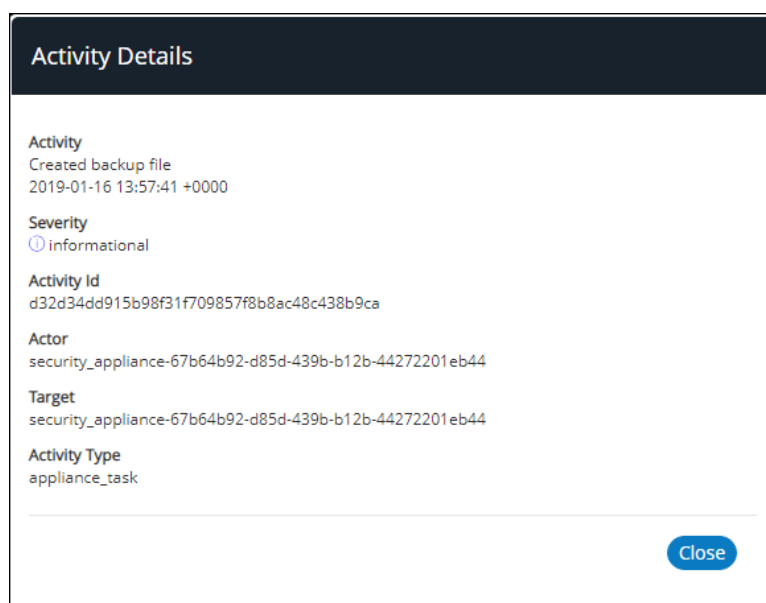 Activity Details
Activity
Created backup file
2019-01-16 13:57:41 +0000
Severity
informational
Activity Id
d32d34dd915b98f31f709857f8b8ac48c438b9ca
Actor
security_appliance-67b64b92-d85d-439b-b12b-44272201eb44
Target
security_appliance-67b64b92-d85d-439b-b12b-44272201eb44
Activity Type
appliance_task
Close